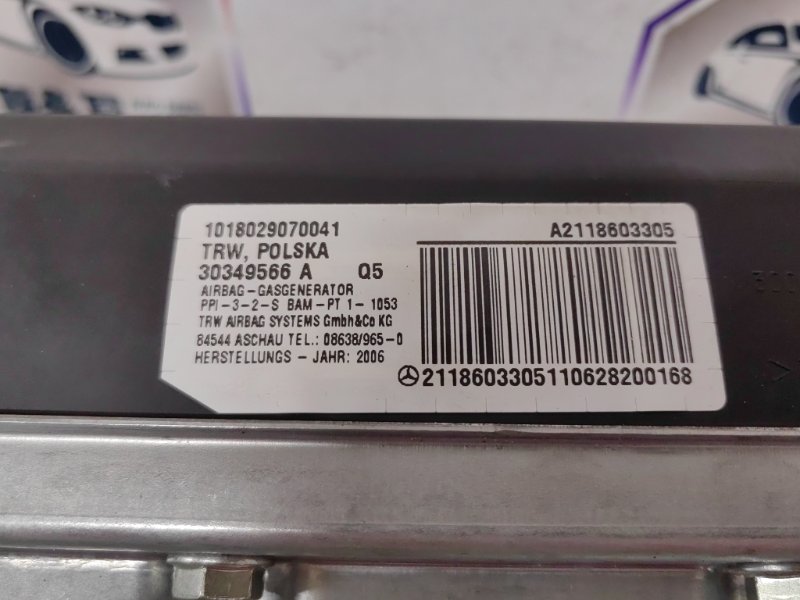 1018029070041
TRW, POLSKA
30349566 A Q5
AIRBAG-GASGENERATOR
PPI-3-2-S BAM-PT 1-1053
TRW AIRBAG SYSTEMS GmbH&Co KG
84544 ASCHAU TEL.: 08638/965-0
HERSTELLUNGS - JAHR: 2006
A2118603305
2118603305110628200168